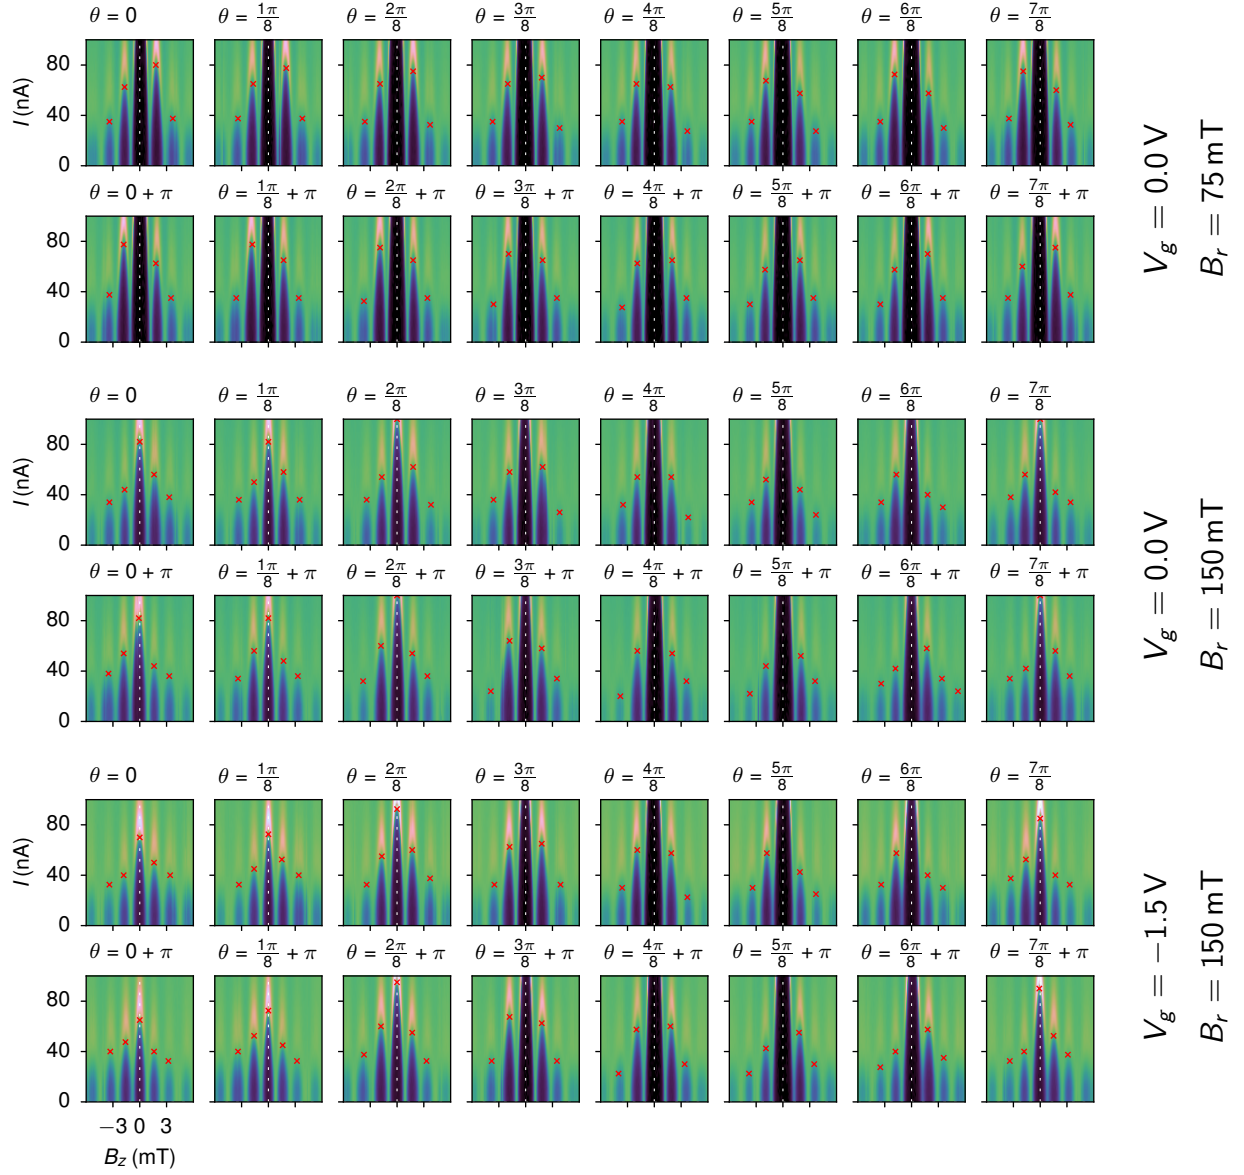 θ = 0 θ = 1π/8 θ = 2π/8 θ = 3π/8 θ = 4π/8 θ = 5π/8 θ = 6π/8 θ = 7π/8
80
40
0
I (nA)
θ = 0 + π θ = 1π/8 + π θ = 2π/8 + π θ = 3π/8 + π θ = 4π/8 + π θ = 5π/8 + π θ = 6π/8 + π θ = 7π/8 + π
80
40
0
V_g = 0.0 V
B_r = 75 mT
θ = 0 θ = 1π/8 θ = 2π/8 θ = 3π/8 θ = 4π/8 θ = 5π/8 θ = 6π/8 θ = 7π/8
80
40
0
I (nA)
θ = 0 + π θ = 1π/8 + π θ = 2π/8 + π θ = 3π/8 + π θ = 4π/8 + π θ = 5π/8 + π θ = 6π/8 + π θ = 7π/8 + π
80
40
0
V_g = 0.0 V
B_r = 150 mT
θ = 0 θ = 1π/8 θ = 2π/8 θ = 3π/8 θ = 4π/8 θ = 5π/8 θ = 6π/8 θ = 7π/8
80
40
0
I (nA)
θ = 0 + π θ = 1π/8 + π θ = 2π/8 + π θ = 3π/8 + π θ = 4π/8 + π θ = 5π/8 + π θ = 6π/8 + π θ = 7π/8 + π
80
40
0
−3 0 3
B_z (mT)
V_g = −1.5 V
B_r = 150 mT